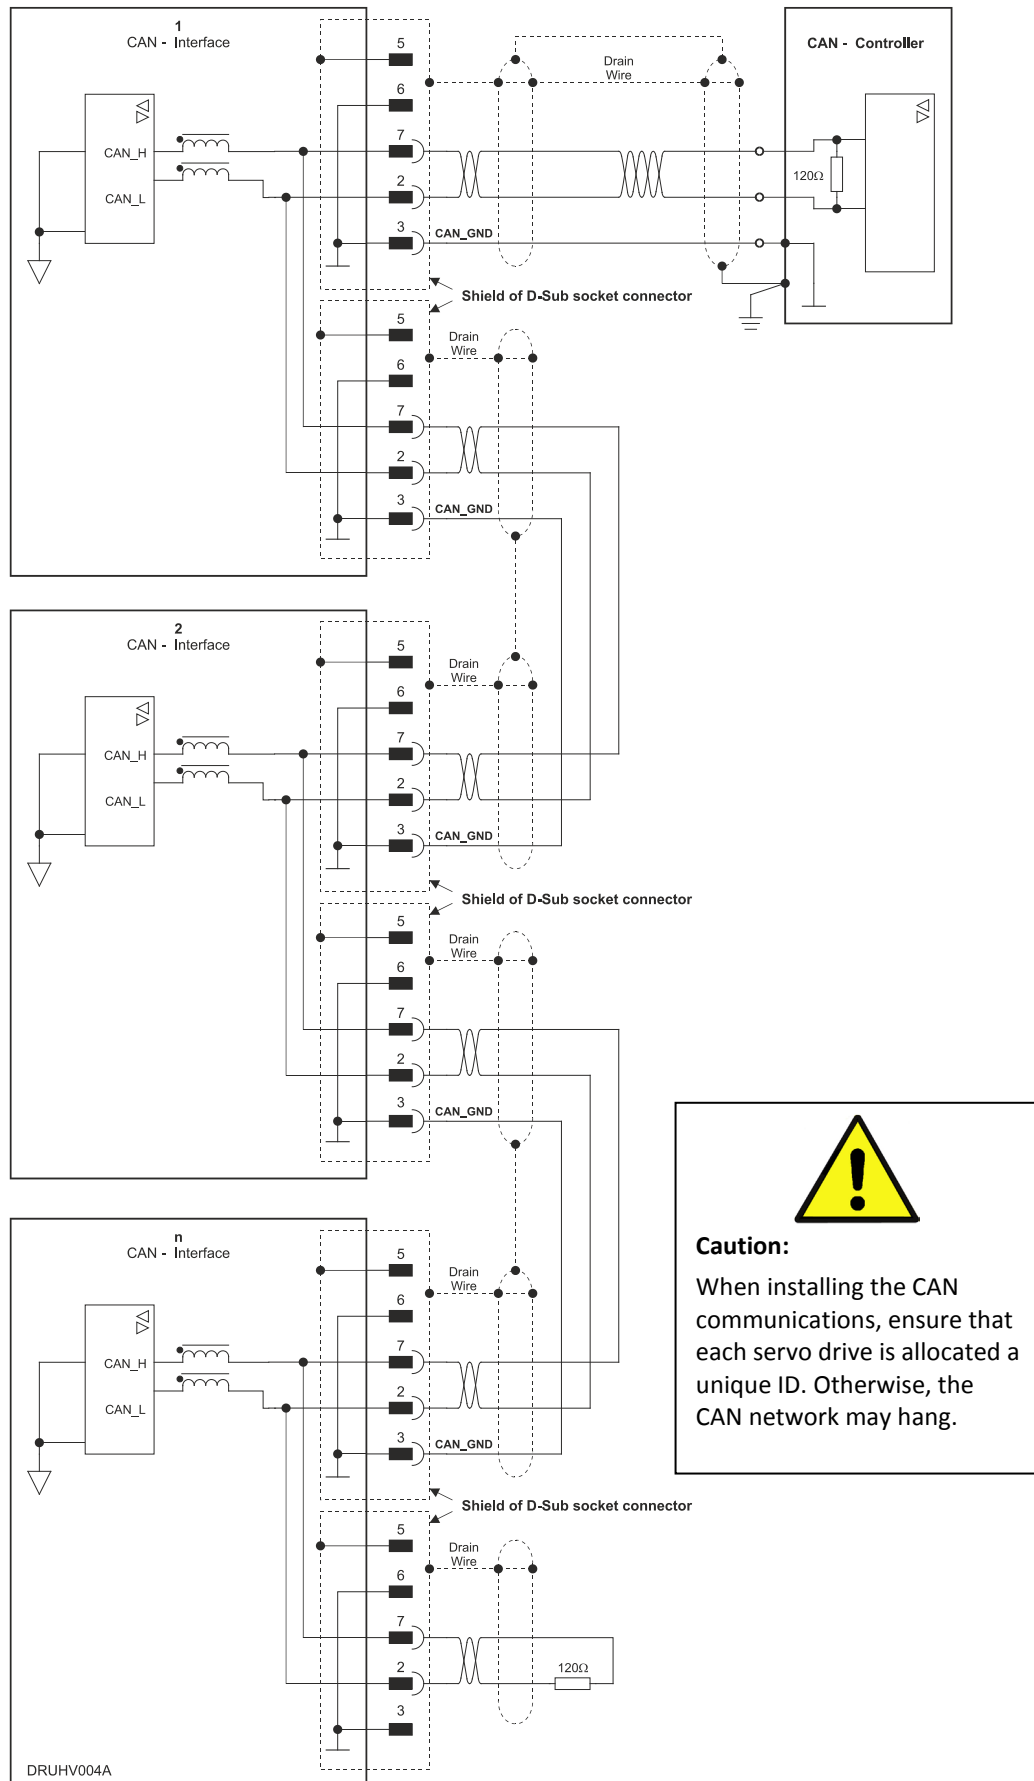 1
CAN - Interface
CAN_H
CAN_L
5
6
7
2
3
CAN_GND
Drain
Wire
CAN - Controller
120Ω
Shield of D-Sub socket connector
5
6
7
2
3
CAN_GND
Drain
Wire
2
CAN - Interface
CAN_H
CAN_L
5
6
7
2
3
CAN_GND
Drain
Wire
Shield of D-Sub socket connector
5
6
7
2
3
CAN_GND
Drain
Wire
Caution:
When installing the CAN
communications, ensure that
each servo drive is allocated a
unique ID. Otherwise, the
CAN network may hang.
n
CAN - Interface
CAN_H
CAN_L
5
6
7
2
3
CAN_GND
Drain
Wire
Shield of D-Sub socket connector
5
6
7
2
3
Drain
Wire
120Ω
DRUHV004A